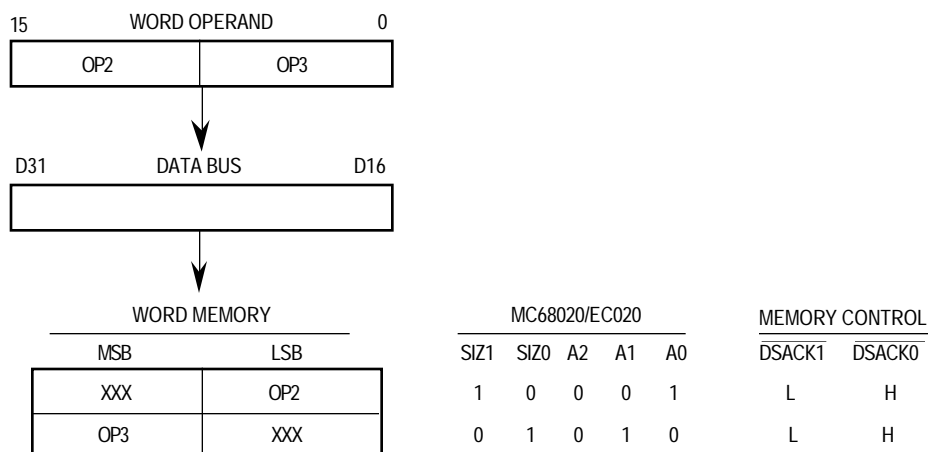 15 WORD OPERAND 0
OP2 OP3
D31 DATA BUS D16
WORD MEMORY MC68020/EC020 MEMORY CONTROL
MSB LSB SIZ1 SIZ0 A2 A1 A0 DSACK1 DSACK0
XXX OP2 1 0 0 0 1 L H
OP3 XXX 0 1 0 1 0 L H